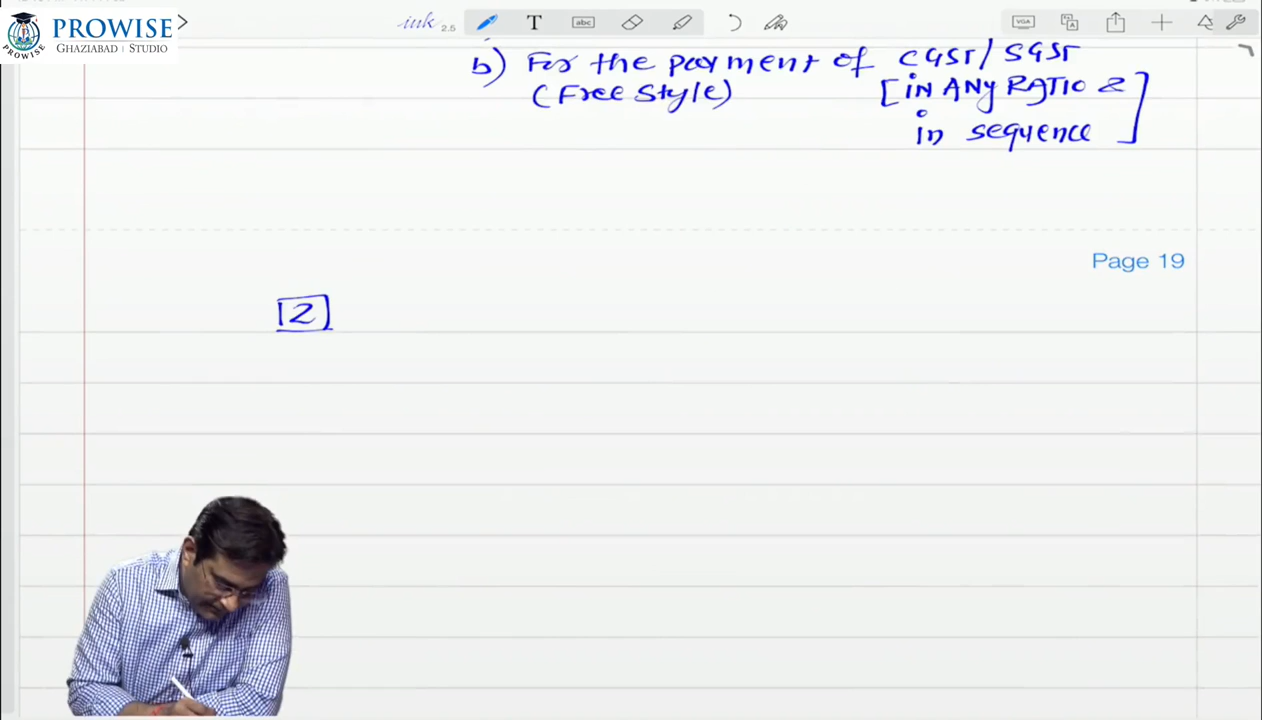 PROWISE
GHAZIABAD | STUDIO
PROWISE
ink 2.5
T
abc
VGA
b) For the payment of CGST/SGST
(Free Style) [iN ANY RATIO &
in sequence]
Page 19
2